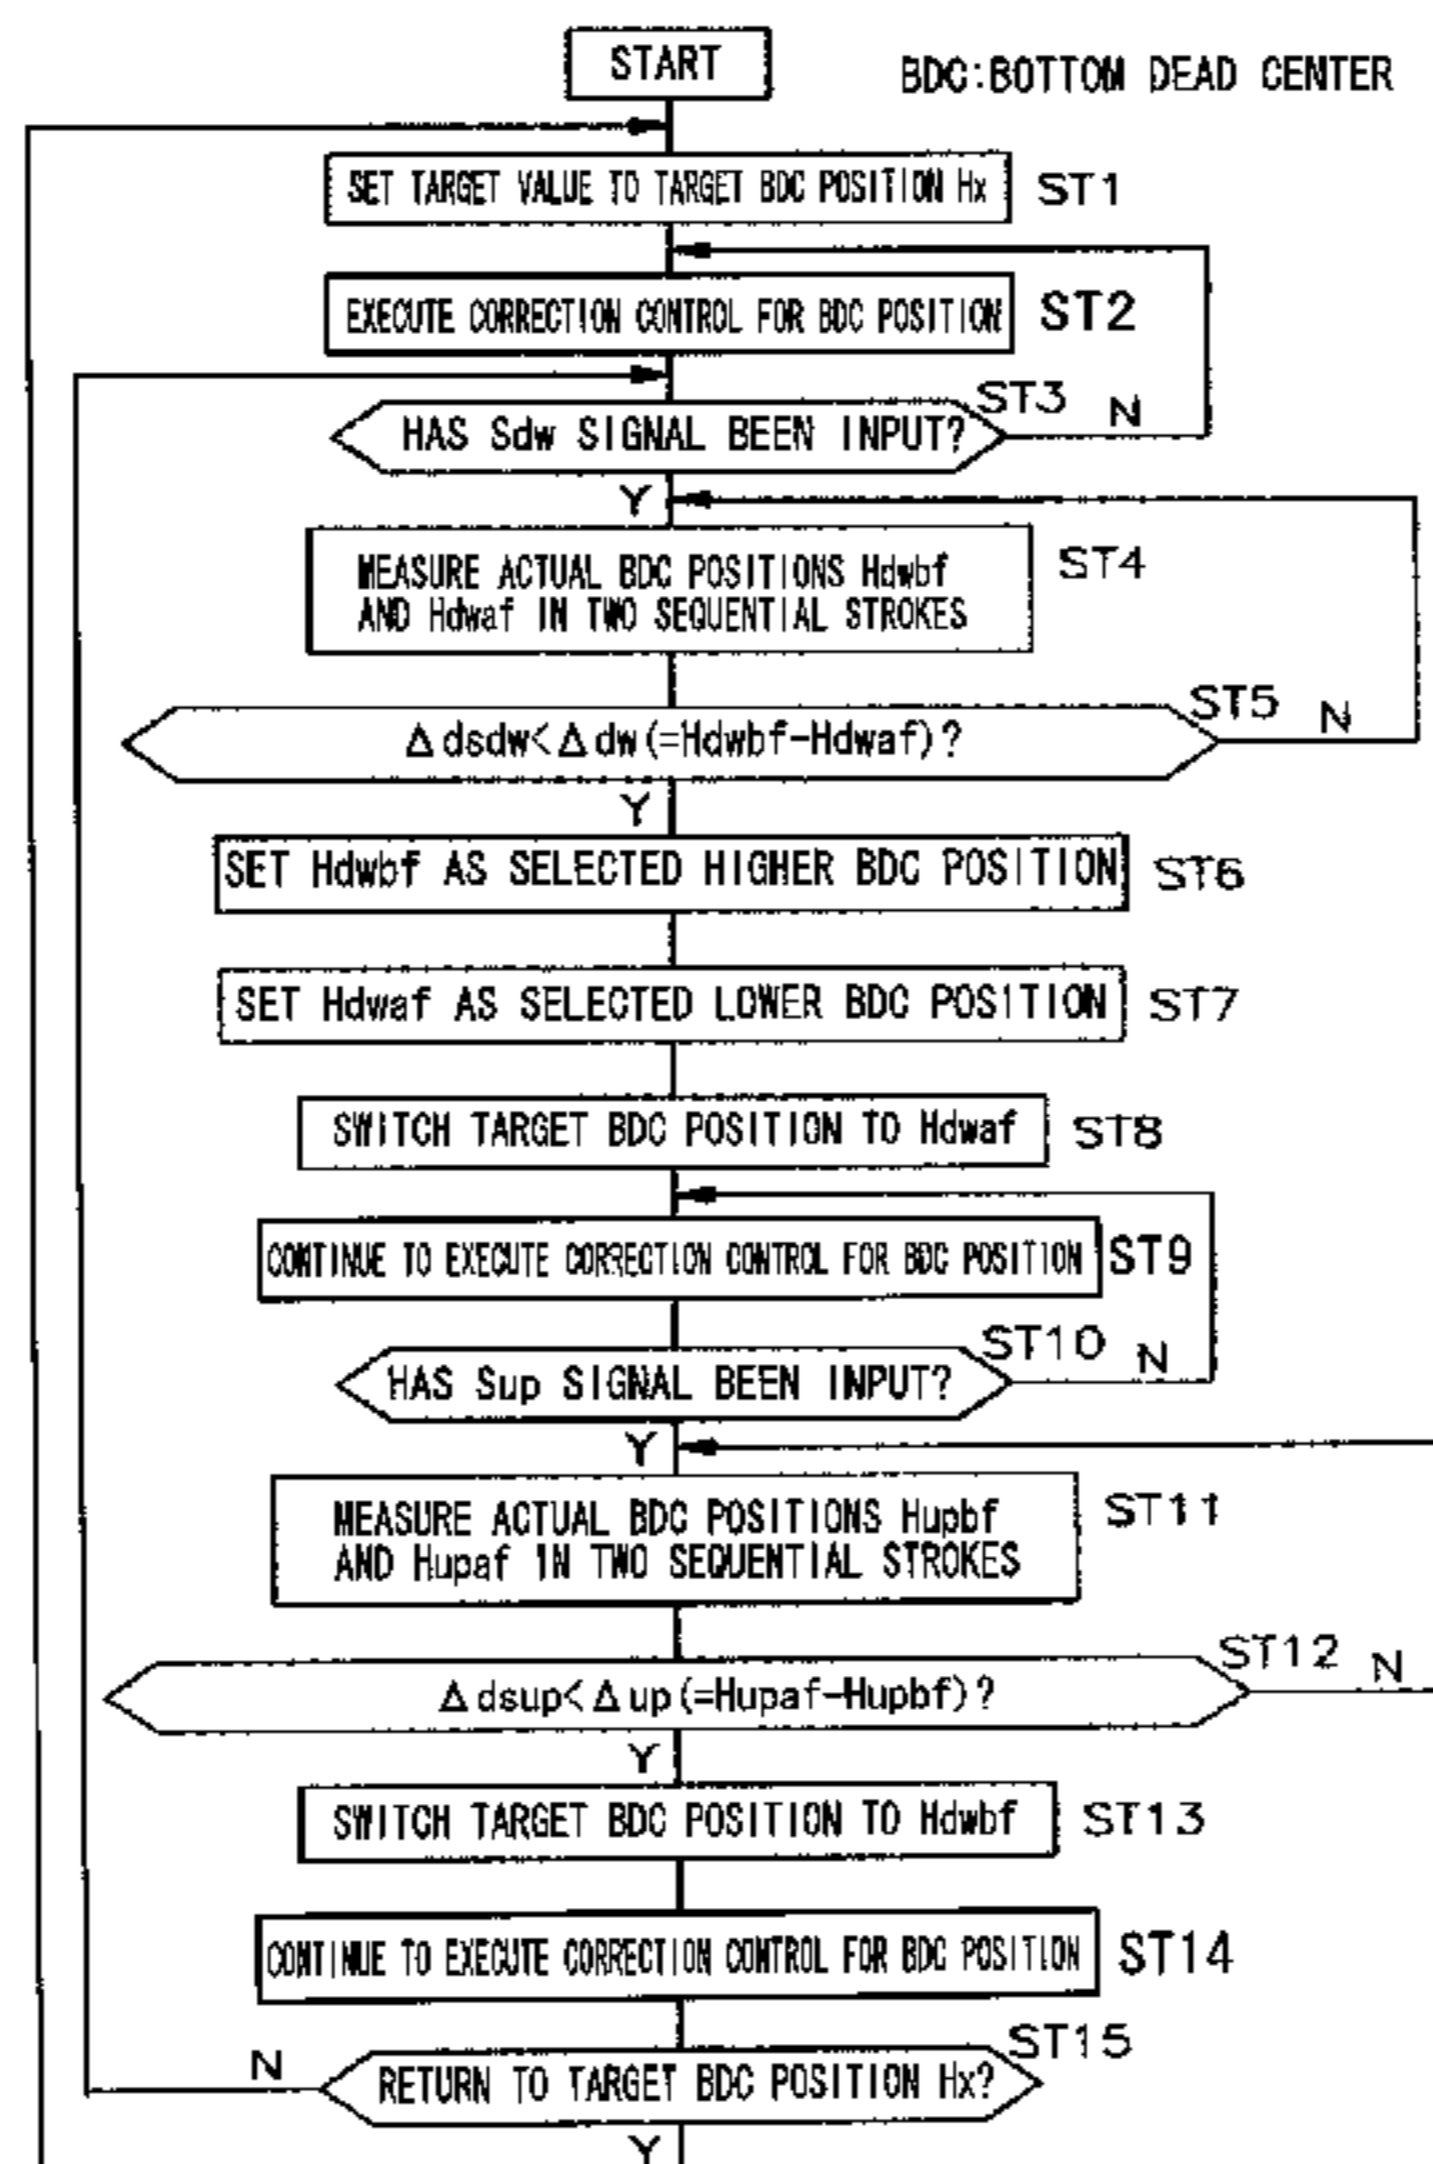 START
BDC:BOTTOM DEAD CENTER
SET TARGET VALUE TO TARGET BDC POSITION Hx
ST1
EXECUTE CORRECTION CONTROL FOR BDC POSITION
ST2
HAS Sdw SIGNAL BEEN INPUT?
ST3
N
Y
MEASURE ACTUAL BDC POSITIONS Hdwbf
AND Hdwaf IN TWO SEQUENTIAL STROKES
ST4
Δdsdw<Δdw(=Hdwbf-Hdwaf)?
ST5
N
Y
SET Hdwbf AS SELECTED HIGHER BDC POSITION
ST6
SET Hdwaf AS SELECTED LOWER BDC POSITION
ST7
SWITCH TARGET BDC POSITION TO Hdwaf
ST8
CONTINUE TO EXECUTE CORRECTION CONTROL FOR BDC POSITION
ST9
HAS Sup SIGNAL BEEN INPUT?
ST10
N
Y
MEASURE ACTUAL BDC POSITIONS Hupbf
AND Hupaf IN TWO SEQUENTIAL STROKES
ST11
Δdsup<Δup(=Hupaf-Hupbf)?
ST12
N
Y
SWITCH TARGET BDC POSITION TO Hdwbf
ST13
CONTINUE TO EXECUTE CORRECTION CONTROL FOR BDC POSITION
ST14
RETURN TO TARGET BDC POSITION Hx?
ST15
N
Y